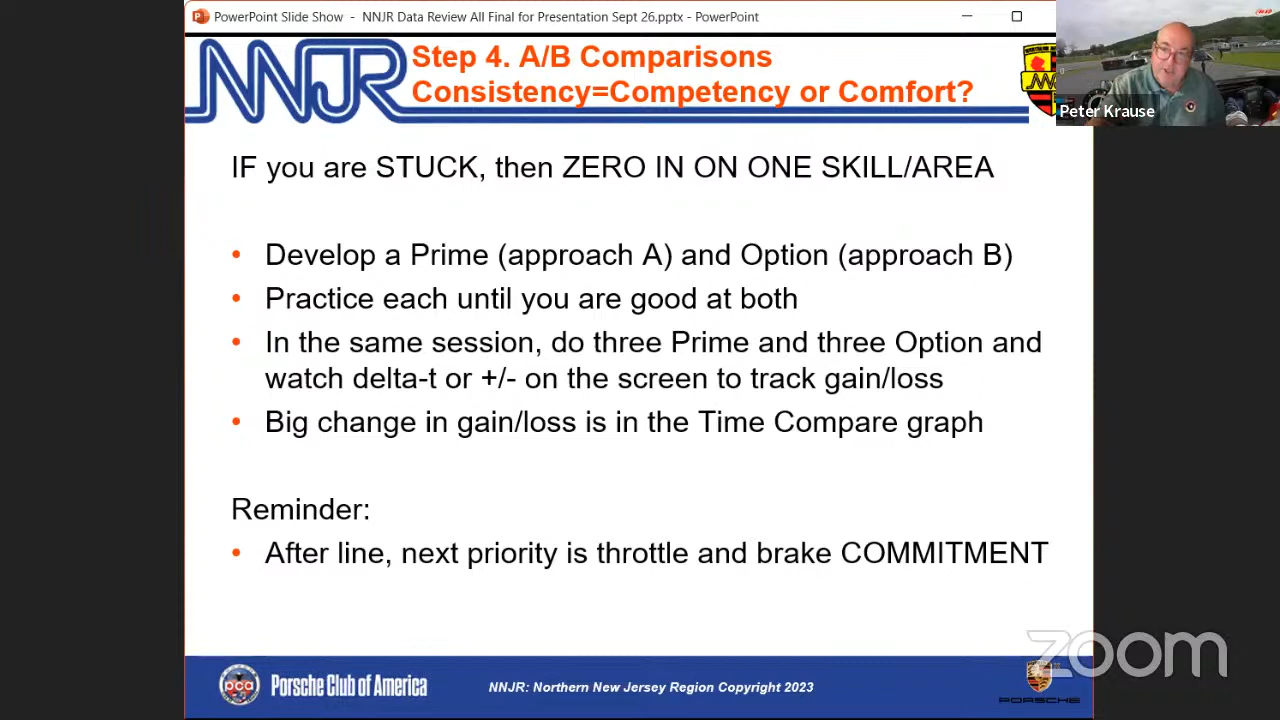 PowerPoint Slide Show - NNJR Data Review All Final for Presentation Sept 26.pptx - PowerPoint
NNJR
Step 4. A/B Comparisons
Consistency=Competency or Comfort?
Peter Krause
IF you are STUCK, then ZERO IN ON ONE SKILL/AREA
• Develop a Prime (approach A) and Option (approach B)
• Practice each until you are good at both
• In the same session, do three Prime and three Option and
watch delta-t or +/- on the screen to track gain/loss
• Big change in gain/loss is in the Time Compare graph
Reminder:
• After line, next priority is throttle and brake COMMITMENT
zoom
pca
Porsche Club of America
NNJR: Northern New Jersey Region Copyright 2023
PORSCHE